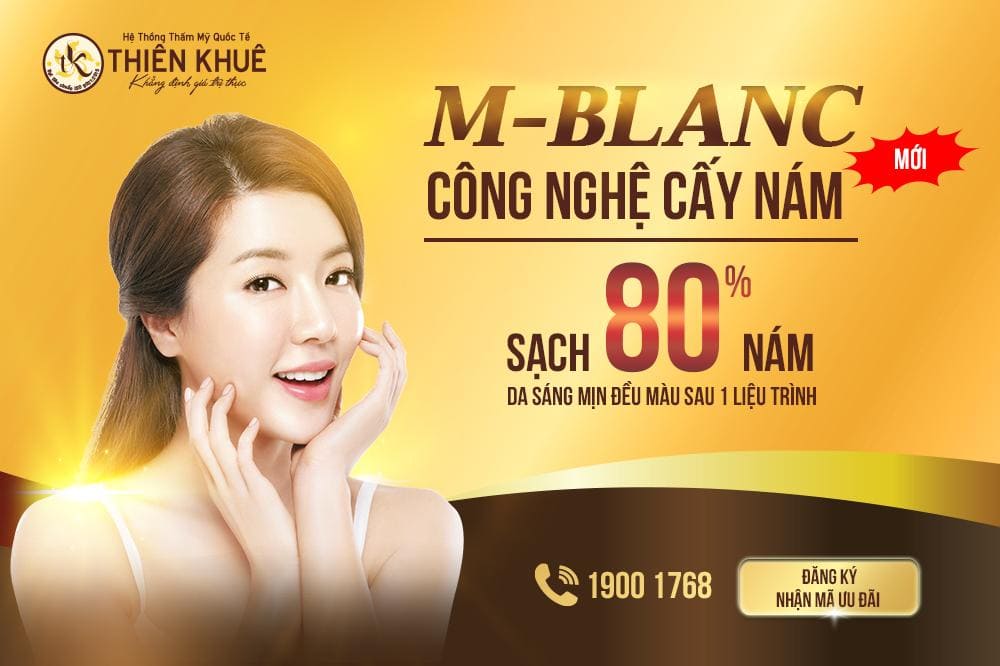 Hệ Thống Thẩm Mỹ Quốc Tế
THIÊN KHUÊ
Khẳng định giá trị thực
tk
M-BLANC
MỚI
CÔNG NGHỆ CẤY NÁM
SẠCH 80% NÁM
DA SÁNG MỊN ĐỀU MÀU SAU 1 LIỆU TRÌNH
1900 1768
ĐĂNG KÝ
NHẬN MÃ ƯU ĐÃI